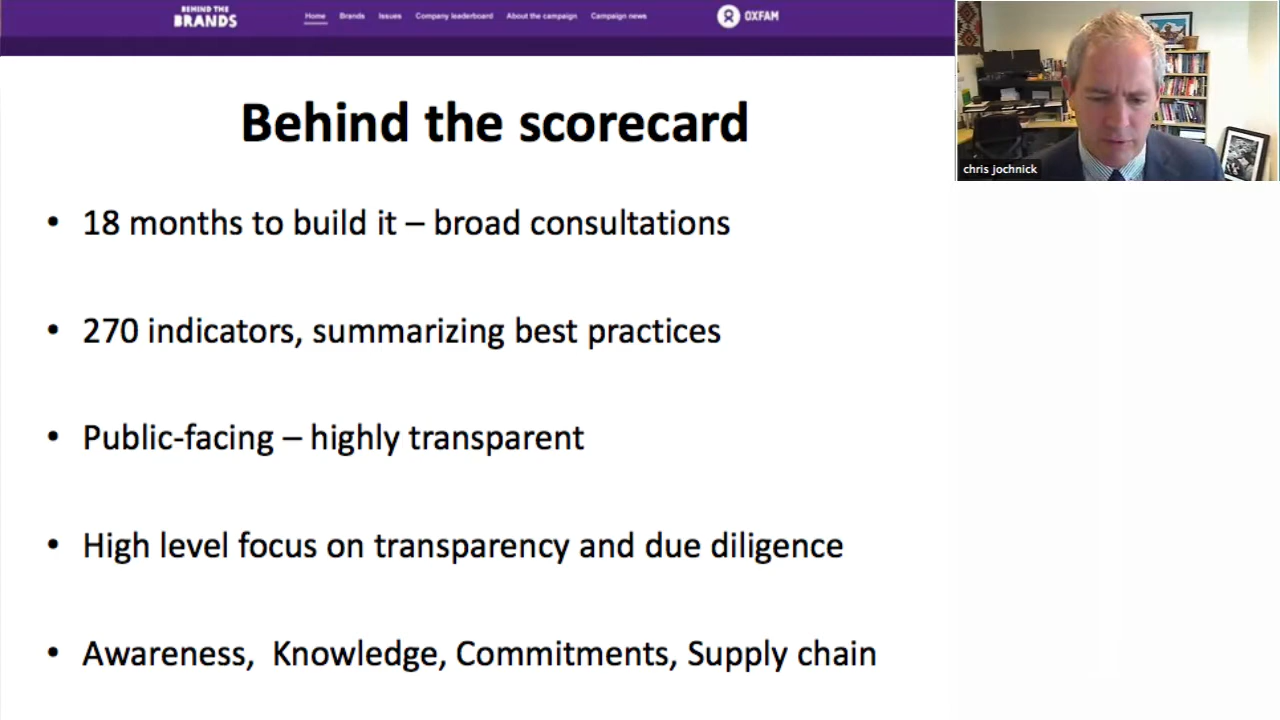 BEHIND THE
BRANDS
Home Brands Issues Company leaderboard About the campaign Campaign news
OXFAM
chris jochnick
Behind the scorecard
• 18 months to build it – broad consultations
• 270 indicators, summarizing best practices
• Public-facing – highly transparent
• High level focus on transparency and due diligence
• Awareness,  Knowledge, Commitments, Supply chain